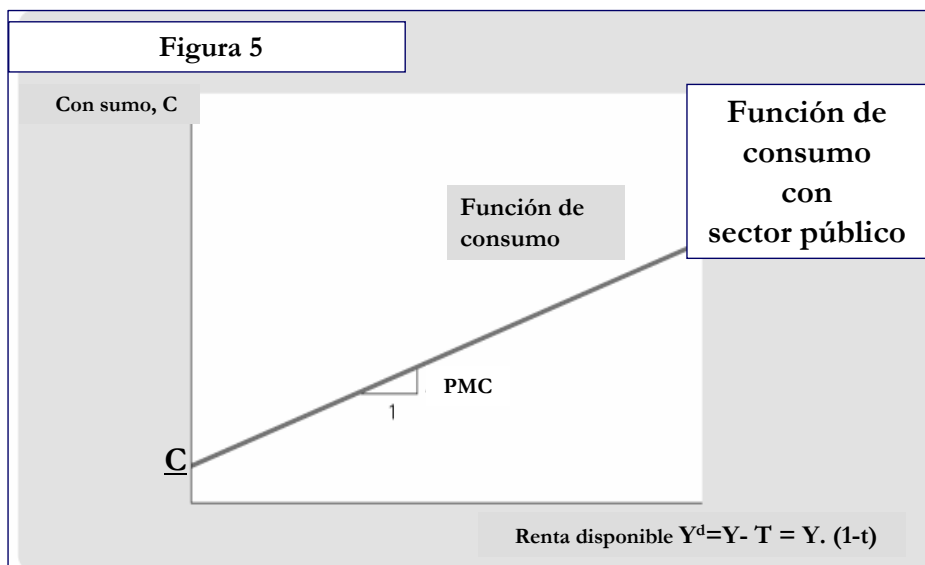 Figura 5
Con sumo, C
Función de
consumo
con
sector público
Función de
consumo
PMC
1
C
Renta disponible Yᵈ=Y- T = Y. (1-t)